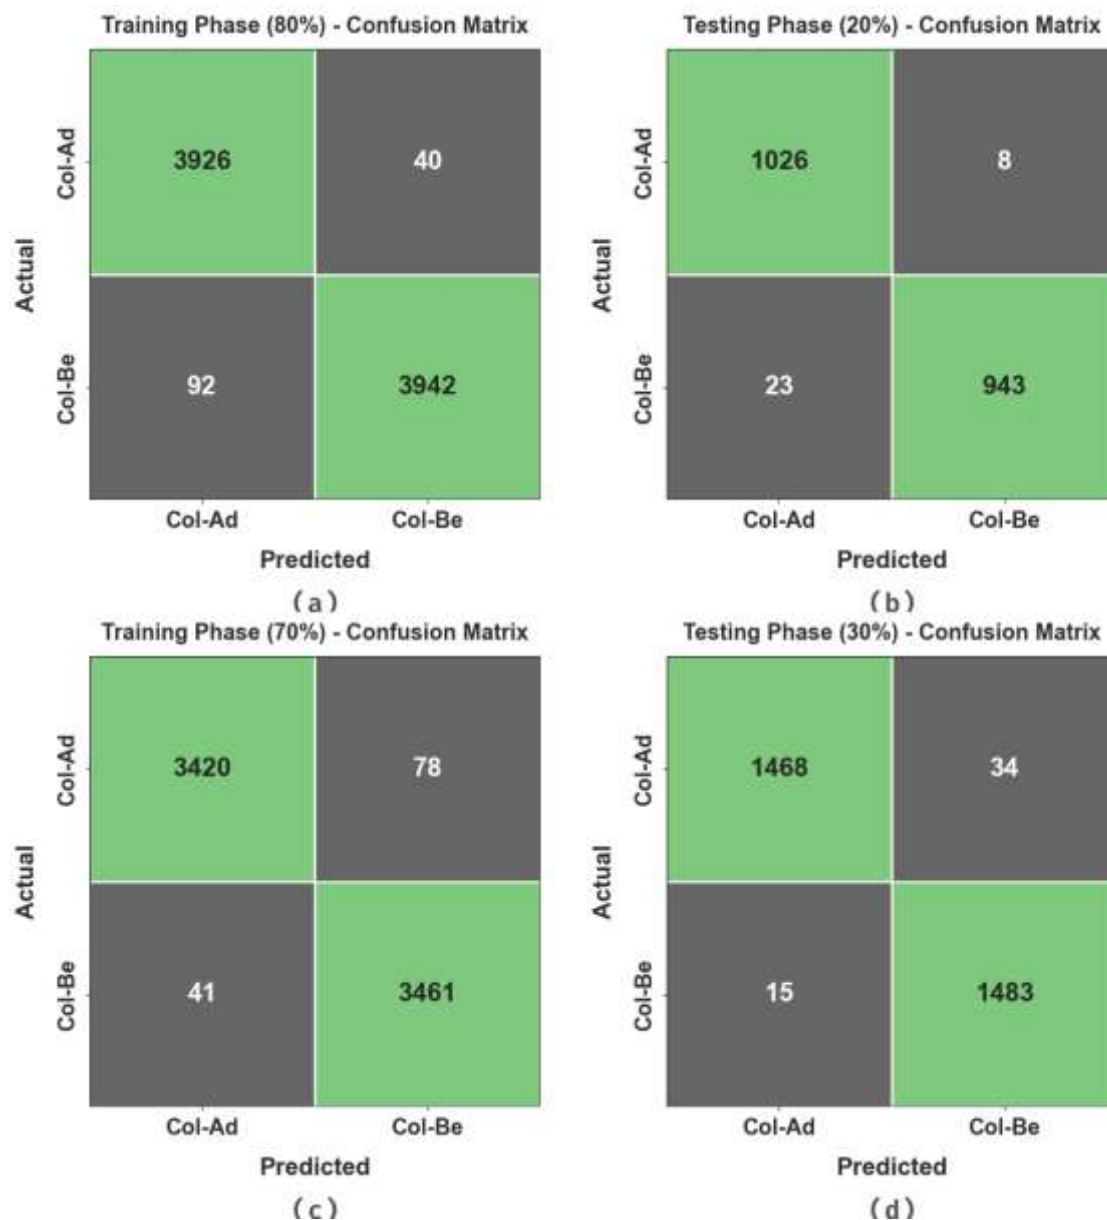 Training Phase (80%) - Confusion Matrix
Col-Ad
3926
40
Actual
Col-Be
92
3942
Col-Ad
Col-Be
Predicted
(a)
Testing Phase (20%) - Confusion Matrix
Col-Ad
1026
8
Actual
Col-Be
23
943
Col-Ad
Col-Be
Predicted
(b)
Training Phase (70%) - Confusion Matrix
Col-Ad
3420
78
Actual
Col-Be
41
3461
Col-Ad
Col-Be
Predicted
(c)
Testing Phase (30%) - Confusion Matrix
Col-Ad
1468
34
Actual
Col-Be
15
1483
Col-Ad
Col-Be
Predicted
(d)